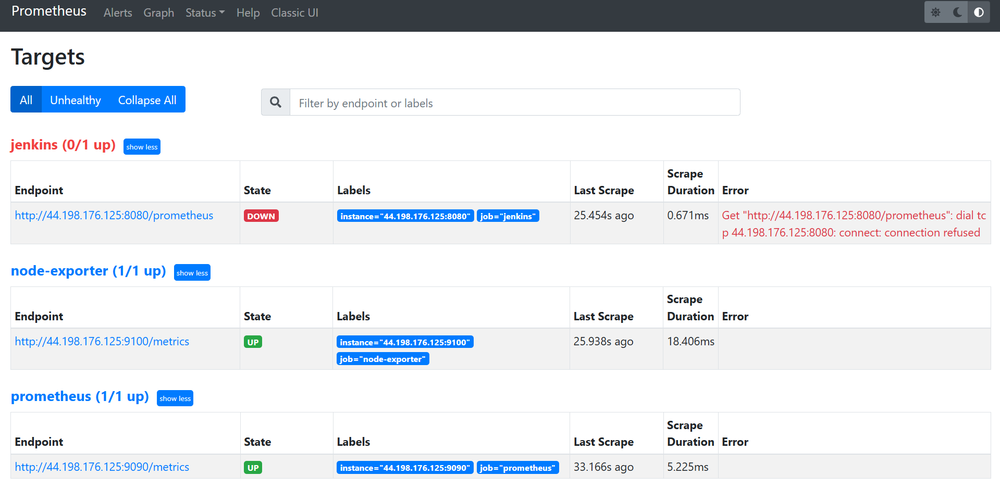 Prometheus Alerts Graph Status Help Classic UI
Targets
All Unhealthy Collapse All
Filter by endpoint or labels
jenkins (0/1 up) show less
Endpoint State Labels Last Scrape Scrape Duration Error
http://44.198.176.125:8080/prometheus DOWN instance="44.198.176.125:8080" job="jenkins" 25.454s ago 0.671ms Get "http://44.198.176.125:8080/prometheus": dial tc
p 44.198.176.125:8080: connect: connection refused
node-exporter (1/1 up) show less
Endpoint State Labels Last Scrape Scrape Duration Error
http://44.198.176.125:9100/metrics UP instance="44.198.176.125:9100" 25.938s ago 18.406ms
job="node-exporter"
prometheus (1/1 up) show less
Endpoint State Labels Last Scrape Scrape Duration Error
http://44.198.176.125:9090/metrics UP instance="44.198.176.125:9090" job="prometheus" 33.166s ago 5.225ms